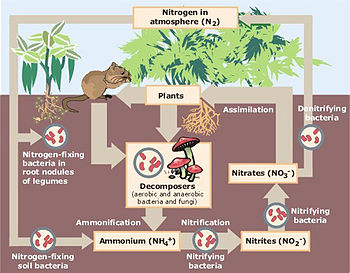 Nitrogen in
atmosphere (N₂)
Plants
Assimilation
Denitrifying
bacteria
Nitrogen-fixing
bacteria in
root nodules
of legumes
Decomposers
(aerobic and anaerobic
bacteria and fungi)
Nitrates (NO₃⁻)
Ammonification
Nitrification
Nitrifying
bacteria
Ammonium (NH₄⁺)
Nitrites (NO₂⁻)
Nitrogen-fixing
soil bacteria
Nitrifying
bacteria